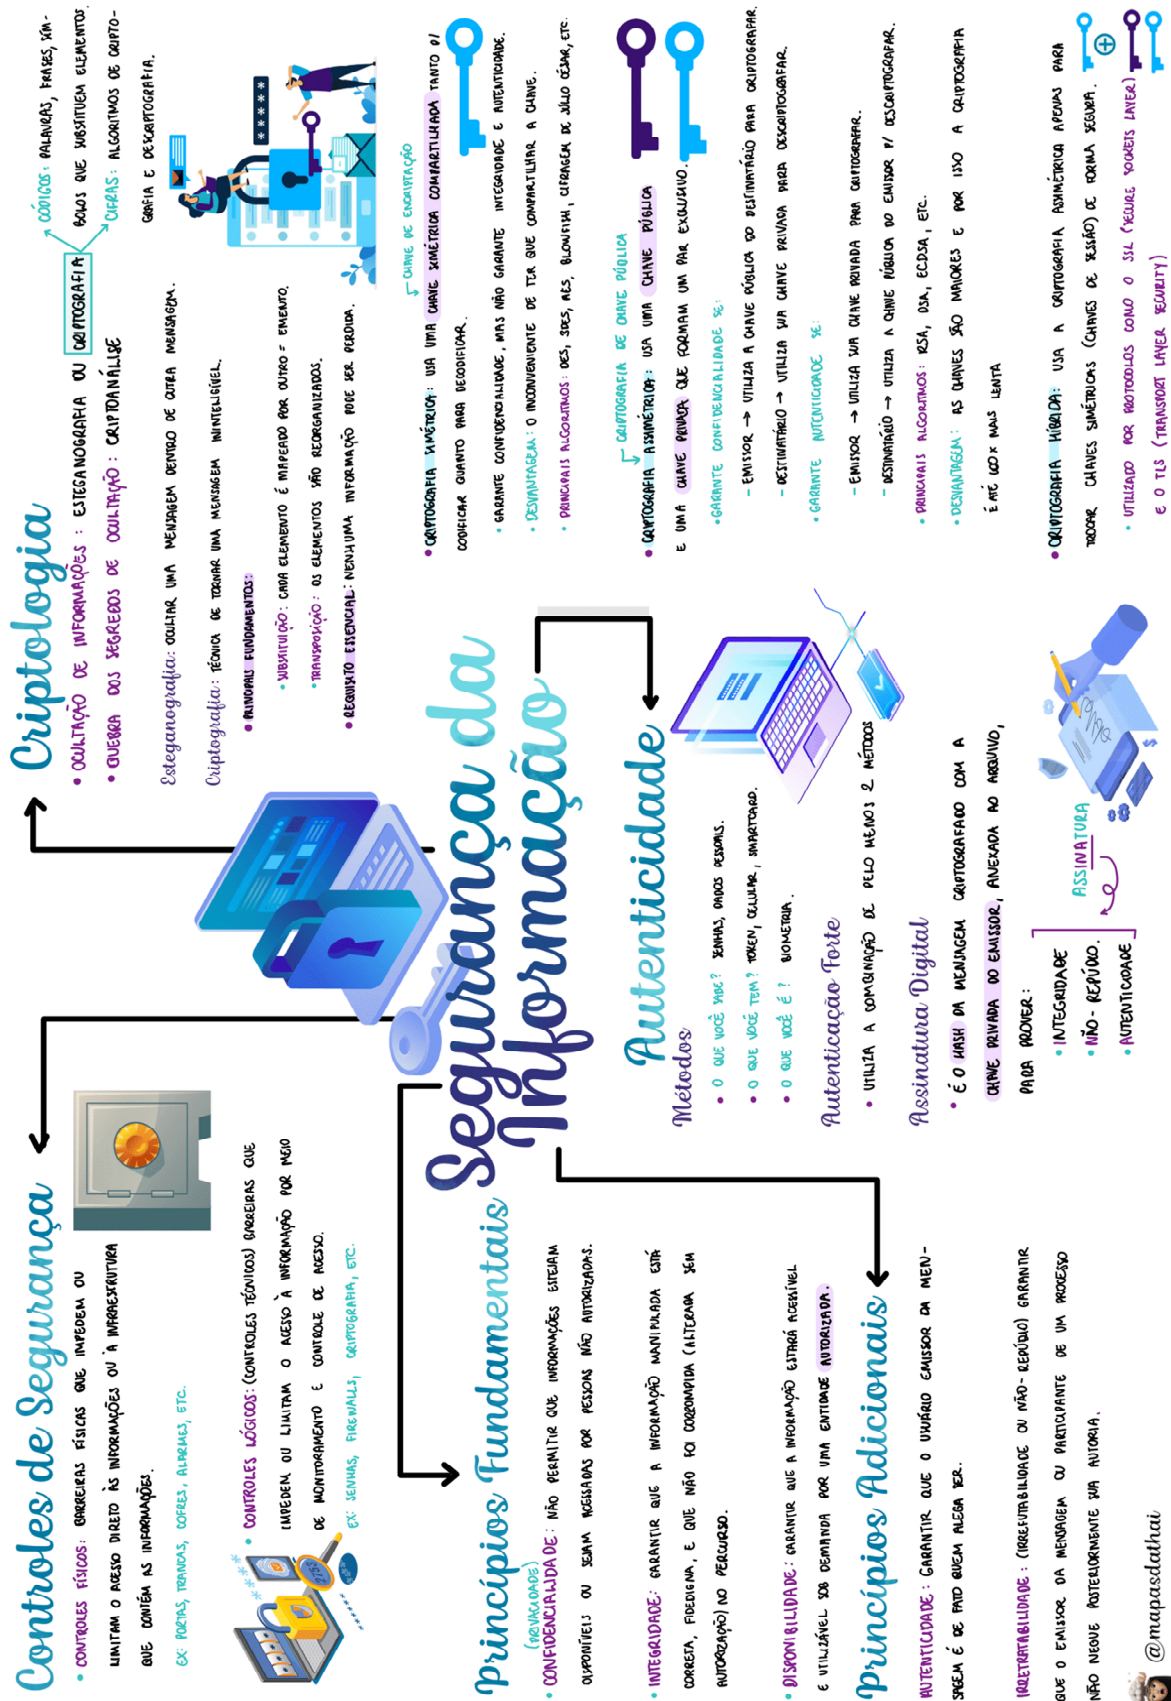 Segurança da
Informação
Controles de Segurança
• CONTROLES FÍSICOS: BARREIRAS FÍSICAS QUE IMPEDEM OU
LIMITAM O ACESSO DIRETO ÀS INFORMAÇÕES OU À INFRAESTRUTURA
QUE CONTÉM AS INFORMAÇÕES.
EX: PORTAS, TRANCAS, COFRES, ALARMES, ETC.
• CONTROLES LÓGICOS: (CONTROLES TÉCNICOS) BARREIRAS QUE
IMPEDEM OU LIMITAM O ACESSO À INFORMAÇÃO POR MEIO
DE MONITORAMENTO E CONTROLE DE ACESSO.
EX: SENHAS, FIREWALLS, CRIPTOGRAFIA, ETC.
Princípios Fundamentais
(PRIVACIDADE)
• CONFIDENCIALIDADE: NÃO PERMITIR QUE INFORMAÇÕES ESTEJAM
DISPONÍVEIS OU SEJAM ACESSADAS POR PESSOAS NÃO AUTORIZADAS.
• INTEGRIDADE: GARANTIR QUE A INFORMAÇÃO MANIPULADA ESTÁ
CORRETA, FIDEDIGNA, E QUE NÃO FOI CORROMPIDA (ALTERADA SEM
AUTORIZAÇÃO) NO PERCURSO.
• DISPONIBILIDADE: GARANTIR QUE A INFORMAÇÃO ESTARÁ ACESSÍVEL
E UTILIZÁVEL SOB DEMANDA POR UMA ENTIDADE AUTORIZADA.
Princípios Adicionais
AUTENTICIDADE: GARANTIR QUE O USUÁRIO EMISSOR DA MEN-
SAGEM É DE FATO QUEM ALEGA SER.
IRRETRATABILIDADE: (IRREFUTABILIDADE OU NÃO-REPÚDIO) GARANTIR
QUE O EMISSOR DA MENSAGEM OU PARTICIPANTE DE UM PROCESSO
NÃO NEGUE POSTERIORMENTE SUA AUTORIA.
@mapasdathai
Criptologia
• OCULTAÇÃO DE INFORMAÇÕES: ESTEGANOGRAFIA OU CRIPTOGRAFIA
• QUEBRA DOS SEGREDOS DE OCULTAÇÃO: CRIPTOANÁLISE
CÓDIGOS: PALAVRAS, FRASES, SÍM-
BOLOS QUE SUBSTITUEM ELEMENTOS.
CIFRAS: ALGORITMOS DE CRIPTO-
GRAFIA E DESCRIPTOGRAFIA.
Esteganografia: OCULTAR UMA MENSAGEM DENTRO DE OUTRA MENSAGEM.
Criptografia: TÉCNICA DE TORNAR UMA MENSAGEM ININTELIGÍVEL.
• PRINCIPAIS FUNDAMENTOS:
• SUBSTITUIÇÃO: CADA ELEMENTO É MAPEADO POR OUTRO ≠ EMENTO.
• TRANSPOSIÇÃO: OS ELEMENTOS SÃO REORGANIZADOS.
• REQUISITO ESSENCIAL: NENHUMA INFORMAÇÃO PODE SER PERDIDA.
*****
CHAVE DE ENCRIPTAÇÃO
• CRIPTOGRAFIA SIMÉTRICA: USA UMA CHAVE SIMÉTRICA COMPARTILHADA TANTO P/
CODIFICAR QUANTO PARA DECODIFICAR.
• GARANTE CONFIDENCIALIDADE, MAS NÃO GARANTE INTEGRIDADE E AUTENTICIDADE.
• DESVANTAGEM: O INCONVENIENTE DE TER QUE COMPARTILHAR A CHAVE.
• PRINCIPAIS ALGORITMOS: DES, 3DES, AES, BLOWFISH, CIFRAGEM DE JÚLIO CÉSAR, ETC.
CRIPTOGRAFIA DE CHAVE PÚBLICA
• CRIPTOGRAFIA ASSIMÉTRICA: USA UMA CHAVE PÚBLICA
E UMA CHAVE PRIVADA QUE FORMAM UM PAR EXCLUSIVO.
• GARANTE CONFIDENCIALIDADE SE:
- EMISSOR → UTILIZA A CHAVE PÚBLICA DO DESTINATÁRIO PARA CRIPTOGRAFAR.
- DESTINATÁRIO → UTILIZA SUA CHAVE PRIVADA PARA DESCRIPTOGRAFAR.
• GARANTE AUTENTICIDADE SE:
- EMISSOR → UTILIZA SUA CHAVE PRIVADA PARA CRIPTOGRAFAR.
- DESTINATÁRIO → UTILIZA A CHAVE PÚBLICA DO EMISSOR P/ DESCRIPTOGRAFAR.
• PRINCIPAIS ALGORITMOS: RSA, DSA, ECDSA, ETC.
• DESVANTAGEM: AS CHAVES SÃO MAIORES E POR ISSO A CRIPTOGRAFIA
É ATÉ 60X MAIS LENTA
• CRIPTOGRAFIA HÍBRIDA: USA A CRIPTOGRAFIA ASSIMÉTRICA APENAS PARA
TROCAR CHAVES SIMÉTRICAS (CHAVES DE SESSÃO) DE FORMA SEGURA.
• UTILIZADO POR PROTOCOLOS COMO O SSL (SECURE SOCKETS LAYER)
E O TLS (TRANSPORT LAYER SECURITY)
Autenticidade
Métodos
• O QUE VOCÊ SABE? SENHAS, DADOS PESSOAIS.
• O QUE VOCÊ TEM? TOKEN, CELULAR, SMARTCARD.
• O QUE VOCÊ É? BIOMETRIA.
Autenticação Forte
• UTILIZA A COMBINAÇÃO DE PELO MENOS 2 MÉTODOS
Assinatura Digital
• É O HASH DA MENSAGEM CRIPTOGRAFADO COM A
CHAVE PRIVADA DO EMISSOR, ANEXADA AO ARQUIVO,
PARA PROVER:
• INTEGRIDADE
• NÃO-REPÚDIO.
• AUTENTICIDADE
ASSINATURA